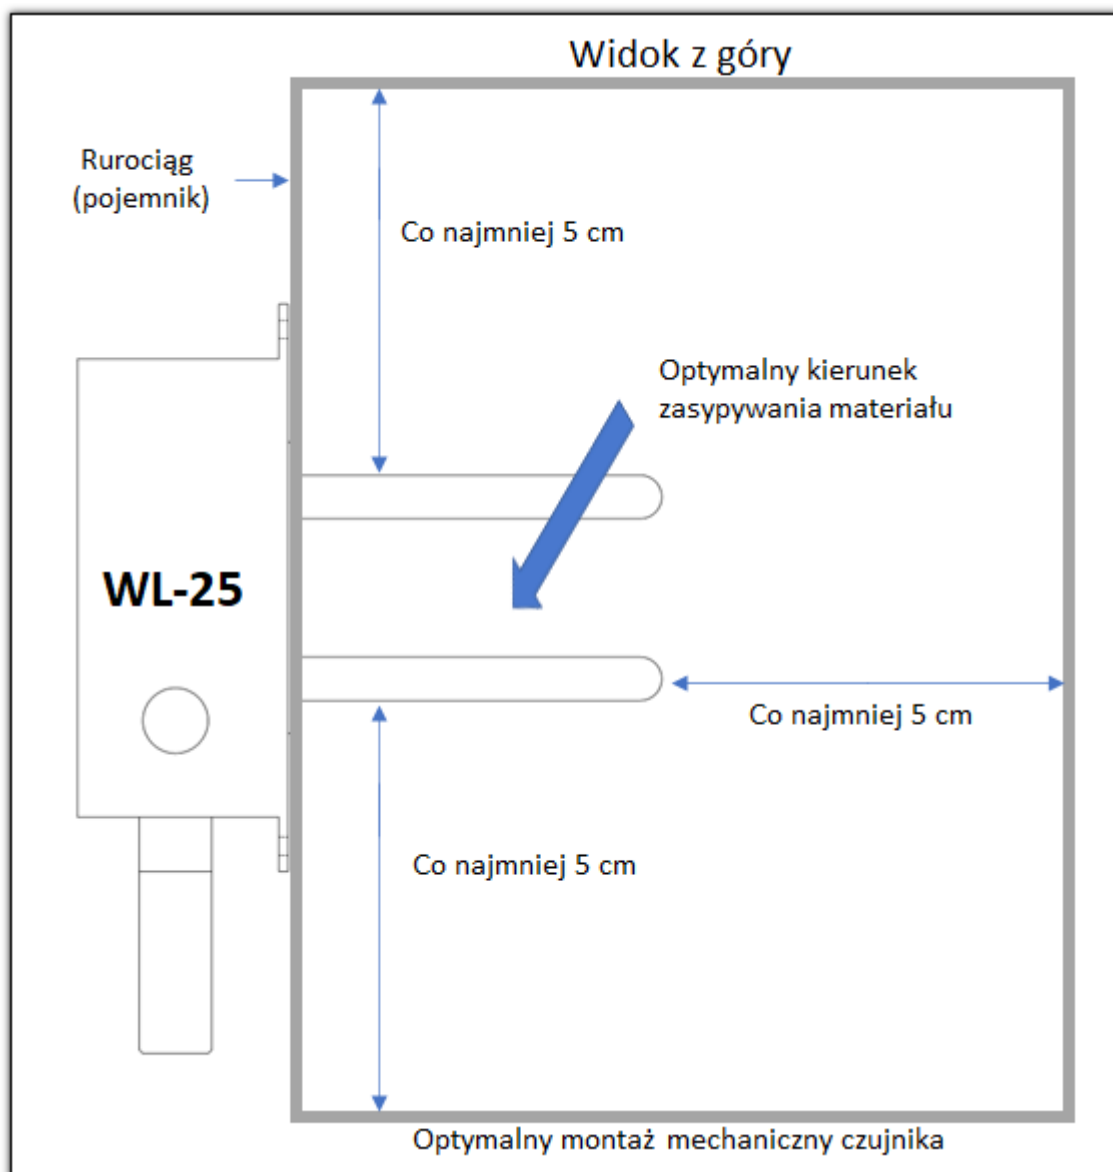 Widok z góry
Rurociąg
(pojemnik)
Co najmniej 5 cm
Optymalny kierunek
zasypywania materiału
WL-25
Co najmniej 5 cm
Co najmniej 5 cm
Optymalny montaż mechaniczny czujnika